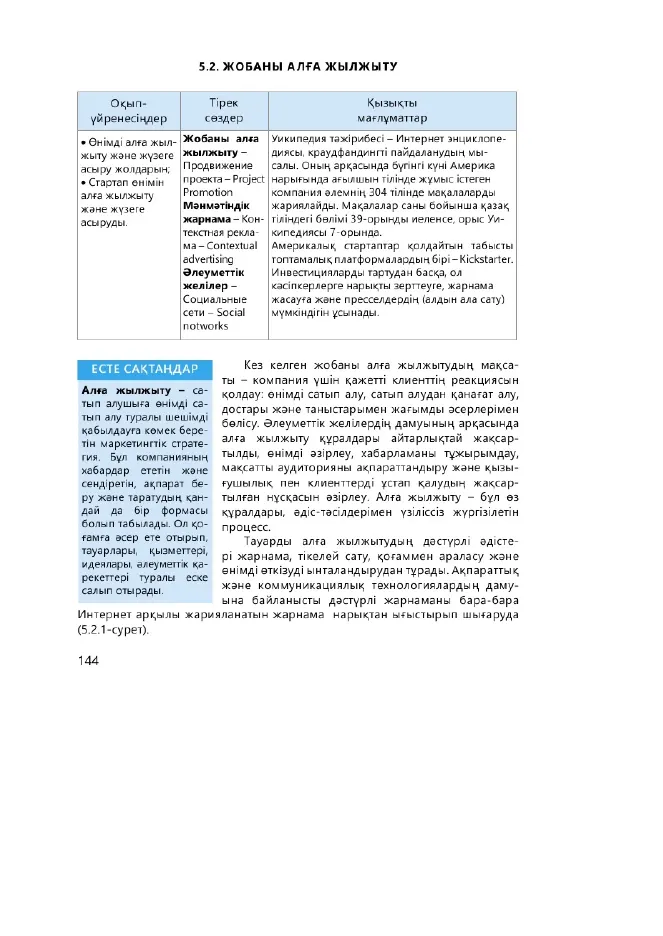 5.2. ЖОБАНЫ АЛҒА ЖЫЛЖЫТУ
Оқып-
үйренесіңдер
Тірек
сөздер
Қызықты
мағлұматтар
• Өнімді алға жыл-
жыту және жүзеге
асыру жолдарын;
• Стартап өнімін
алға жылжыту
және жүзеге
асыруды.
Жобаны алға
жылжыту –
Продвижение
проекта – Project
Promotion
Мәнмәтіндік
жарнама – Кон-
текстная рекла-
ма – Contextual
advertising
Әлеуметтік
желілер –
Социальные
сети – Social
notworks
Уикипедия тәжірибесі – Интернет энциклопе-
диясы, краудфандингті пайдаланудың мы-
салы. Оның арқасында бүгінгі күні Америка
нарығында ағылшын тілінде жұмыс істеген
компания әлемнің 304 тілінде мақалаларды
жариялайды. Мақалалар саны бойынша қазақ
тіліндегі бөлімі 39-орынды иеленсе, орыс Уи-
кипедиясы 7-орында.
Америкалық стартаптар қолдайтын табысты
топтамалық платформалардың бірі – Kickstarter.
Инвестицияларды тартудан басқа, ол
кәсіпкерлерге нарықты зерттеуге, жарнама
жасауға және пресселдердің (алдын ала сату)
мүмкіндігін ұсынады.
ЕСТЕ САҚТАҢДАР
Алға жылжыту – са-
тып алушыға өнімді са-
тып алу туралы шешімді
қабылдауға көмек бере-
тін маркетингтік страте-
гия. Бұл компанияның
хабардар ететін және
сендіретін, ақпарат бе-
ру және таратудың қан-
дай да бір формасы
болып табылады. Ол қо-
ғамға әсер ете отырып,
тауарлары, қызметтері,
идеялары, әлеуметтік қа-
рекеттері туралы еске
салып отырады.
Кез келген жобаны алға жылжытудың мақса-
ты – компания үшін қажетті клиенттің реакциясын
қолдау: өнімді сатып алу, сатып алудан қанағат алу,
достары және таныстарымен жағымды әсерлерімен
бөлісу. Әлеуметтік желілердің дамуының арқасында
алға жылжыту құралдары айтарлықтай жақсар-
тылды, өнімді әзірлеу, хабарламаны тұжырымдау,
мақсатты аудиторияны ақпараттандыру және қызы-
ғушылық пен клиенттерді ұстап қалудың жақсар-
тылған нұсқасын әзірлеу. Алға жылжыту – бұл өз
құралдары, әдіс-тәсілдерімен үзіліссіз жүргізілетін
процесс.
Тауарды алға жылжытудың дәстүрлі әдісте-
рі жарнама, тікелей сату, қоғаммен араласу және
өнімді өткізуді ынталандырудан тұрады. Ақпараттық
және коммуникациялық технологиялардың даму-
ына байланысты дәстүрлі жарнаманы бара-бара
Интернет арқылы жарияланатын жарнама нарықтан ығыстырып шығаруда
(5.2.1-сурет).
144